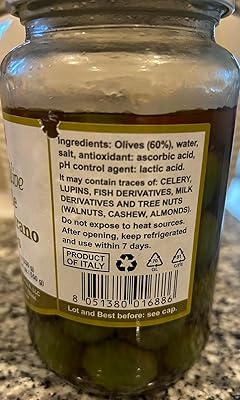 Ingredients: Olives (60%), water,
salt, antioxidant: ascorbic acid,
pH control agent: lactic acid.
It may contain traces of: CELERY,
LUPINS, FISH DERIVATIVES, MILK
DERIVATIVES AND TREE NUTS
(WALNUTS, CASHEW, ALMONDS).
Do not expose to heat sources.
After opening, keep refrigerated
and use within 7 days.
PRODUCT
OF ITALY
GL
8 051380 016886
Lot and Best before: see cap.